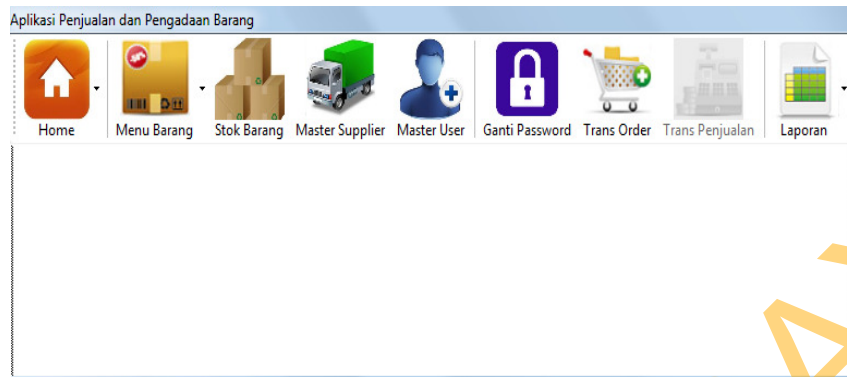 Aplikasi Penjualan dan Pengadaan Barang
Home Menu Barang Stok Barang Master Supplier Master User Ganti Password Trans Order Trans Penjualan Laporan